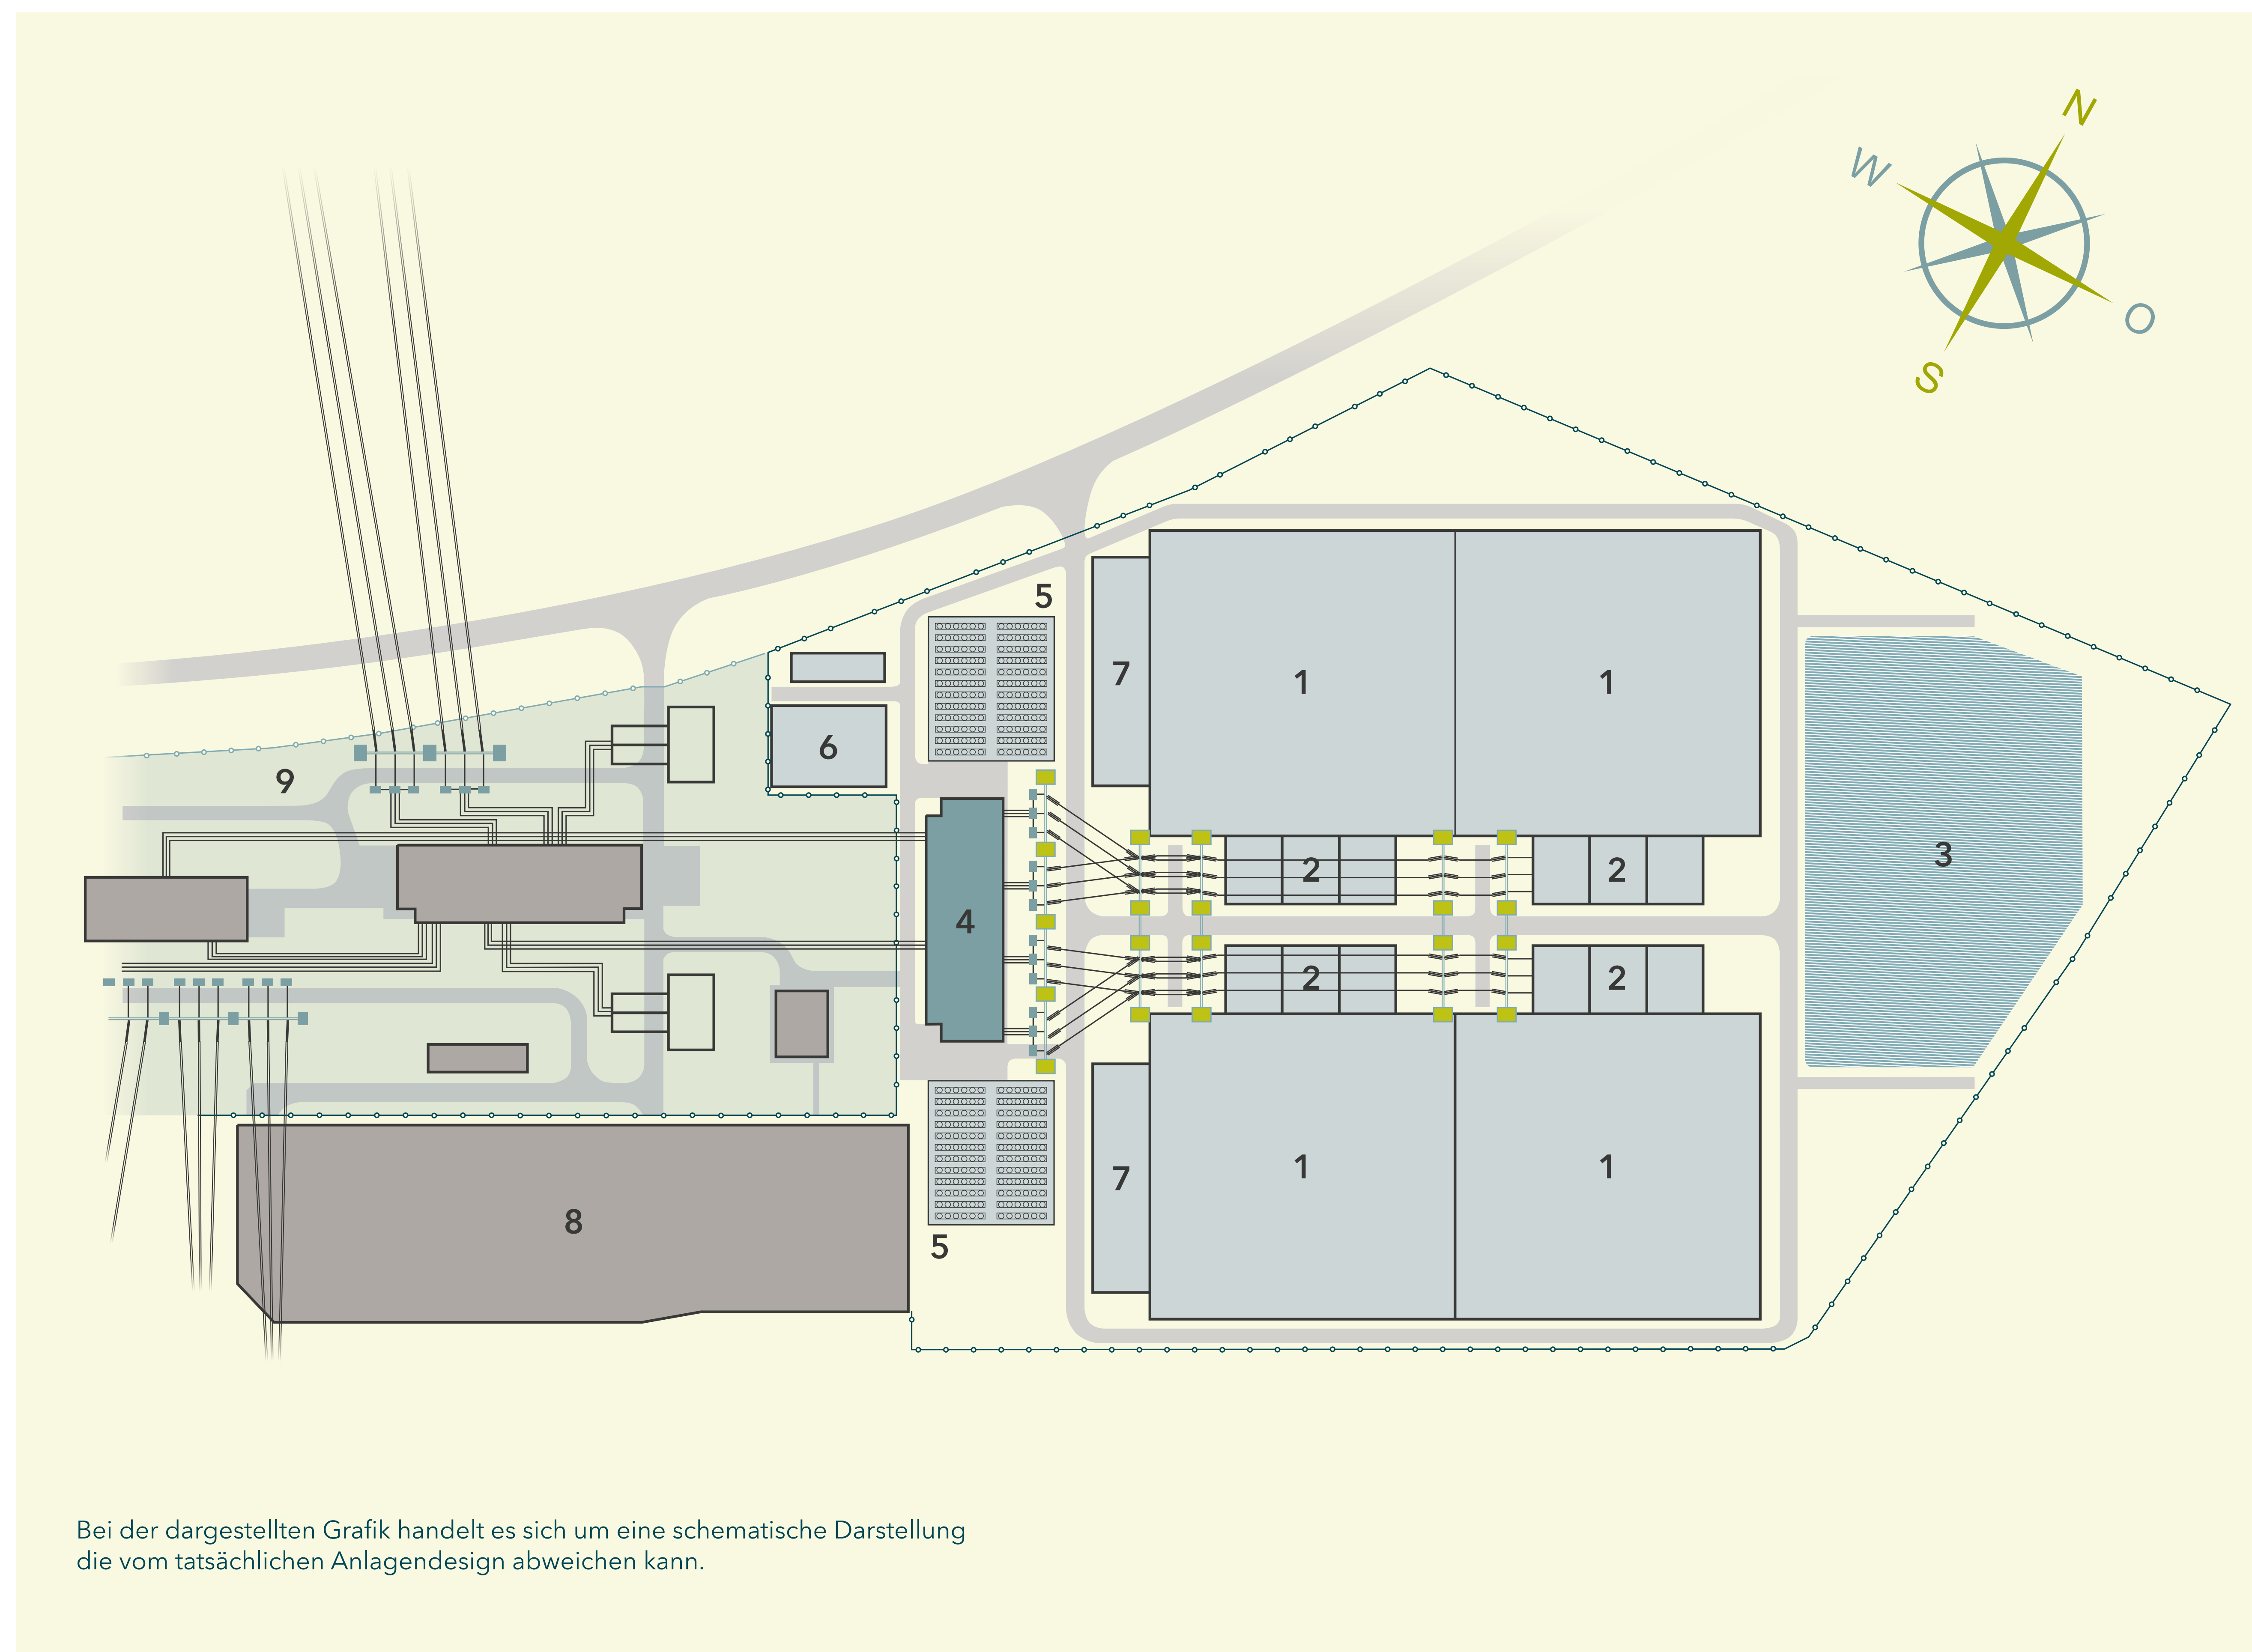 N
W
O
S
5
7
1
1
6
9
2
2
3
4
2
2
7
1
1
8
5
Bei der dargestellten Grafik handelt es sich um eine schematische Darstellung
die vom tatsächlichen Anlagendesign abweichen kann.